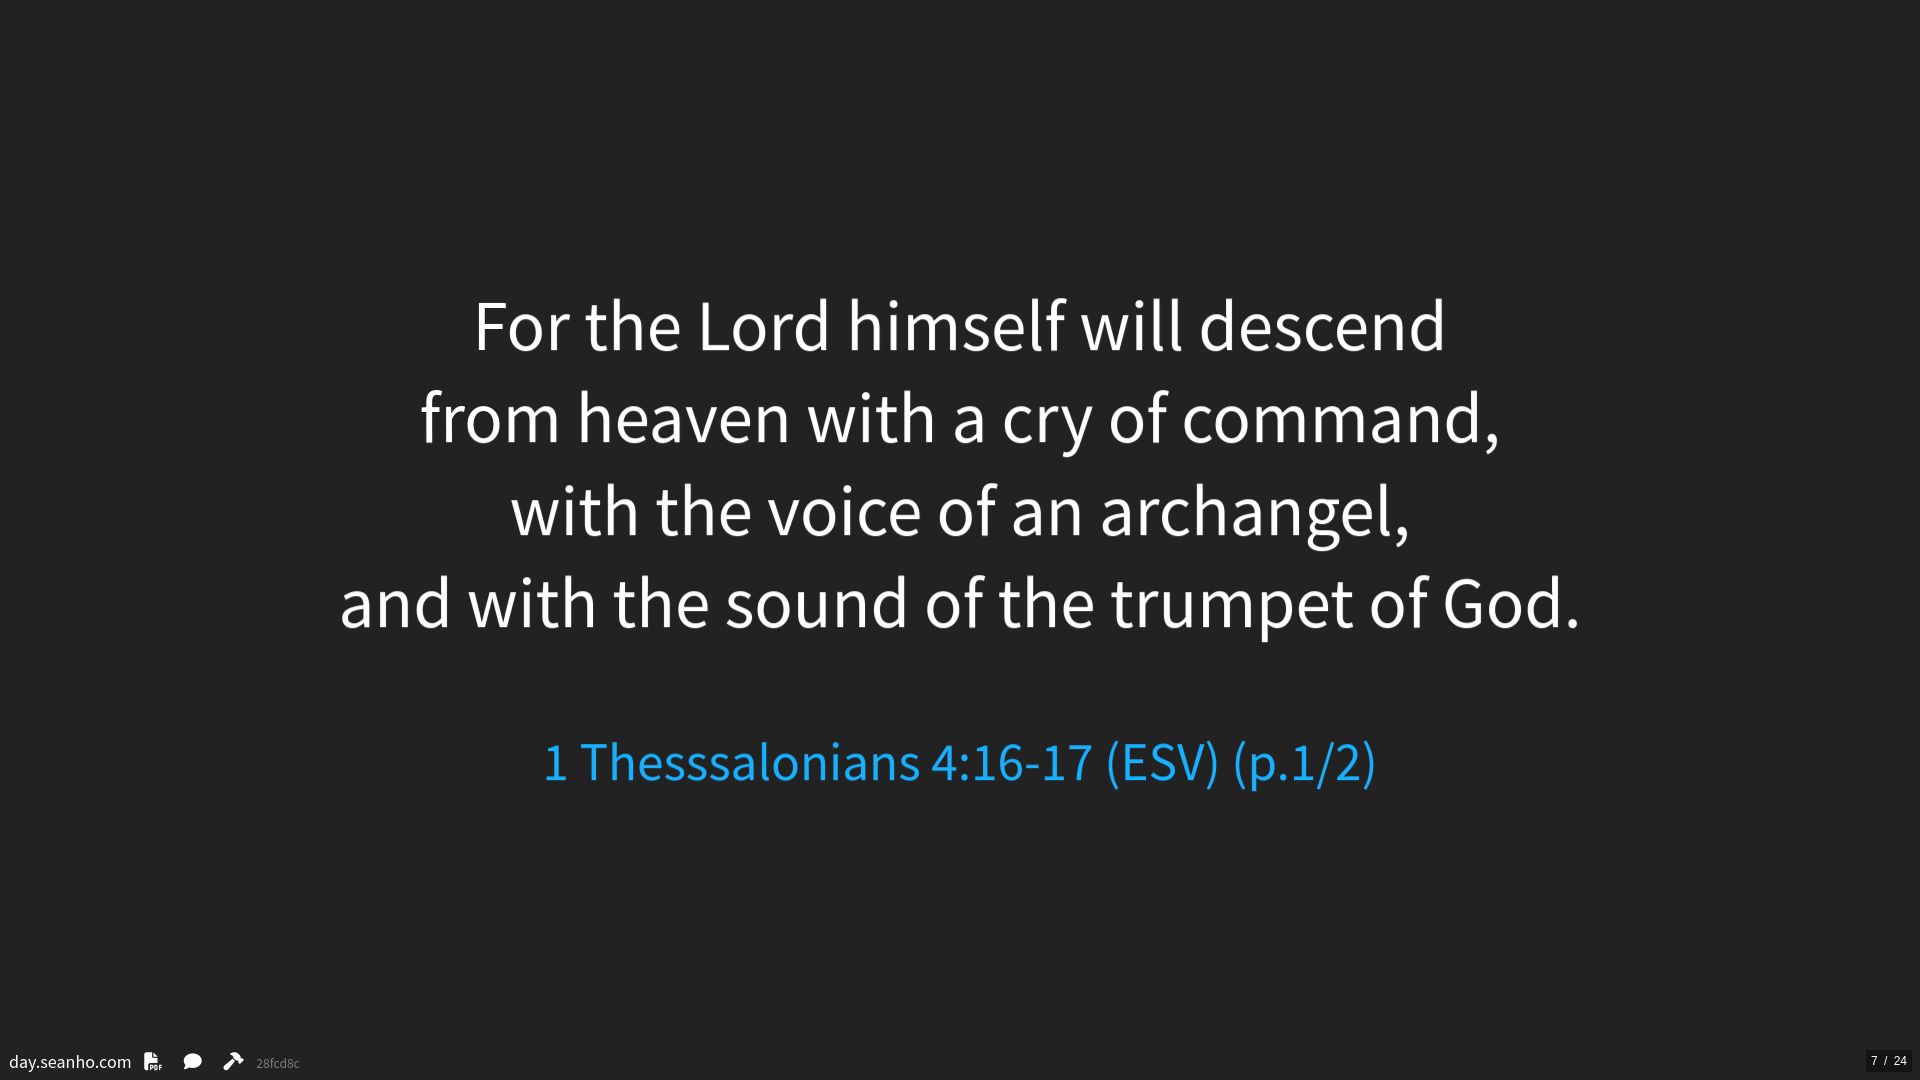 For the Lord himself will descend
from heaven with a cry of command,
with the voice of an archangel,
and with the sound of the trumpet of God.
1 Thesssalonians 4:16-17 (ESV) (p.1/2)
day.seanho.com PDF 28fcd8c
7 / 24